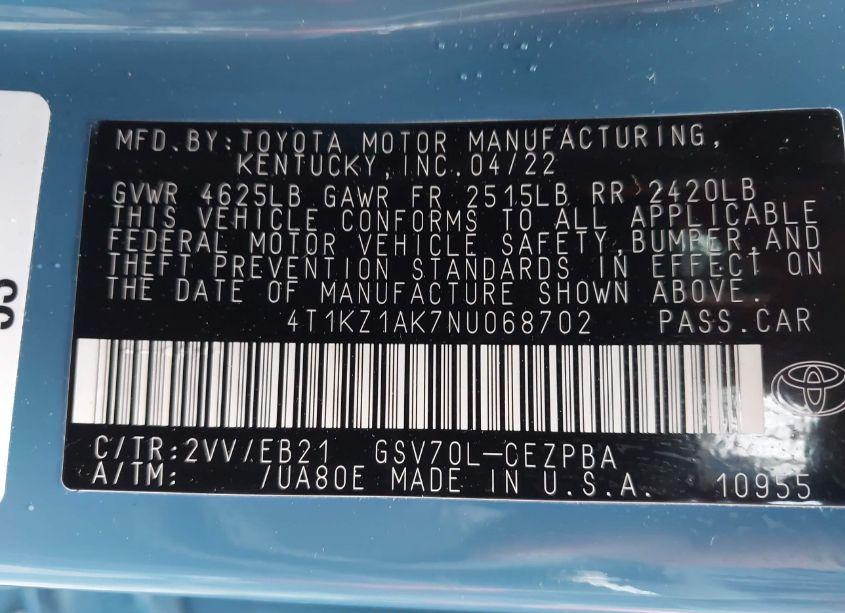 MFD.BY:TOYOTA MOTOR MANUFACTURING,
KENTUCKY,INC.04/22
GVWR 4625LB GAWR FR 2515LB RR 2420LB
THIS VEHICLE CONFORMS TO ALL APPLICABLE
FEDERAL MOTOR VEHICLE SAFETY,BUMPER,AND
THEFT PREVENTION STANDARDS IN EFFECT ON
THE DATE OF MANUFACTURE SHOWN ABOVE.
4T1KZ1AK7NU068702 PASS.CAR
C/TR:2VV/EB21 GSV70L-CEZPBA
A/TM: /UA80E MADE IN U.S.A. 10955